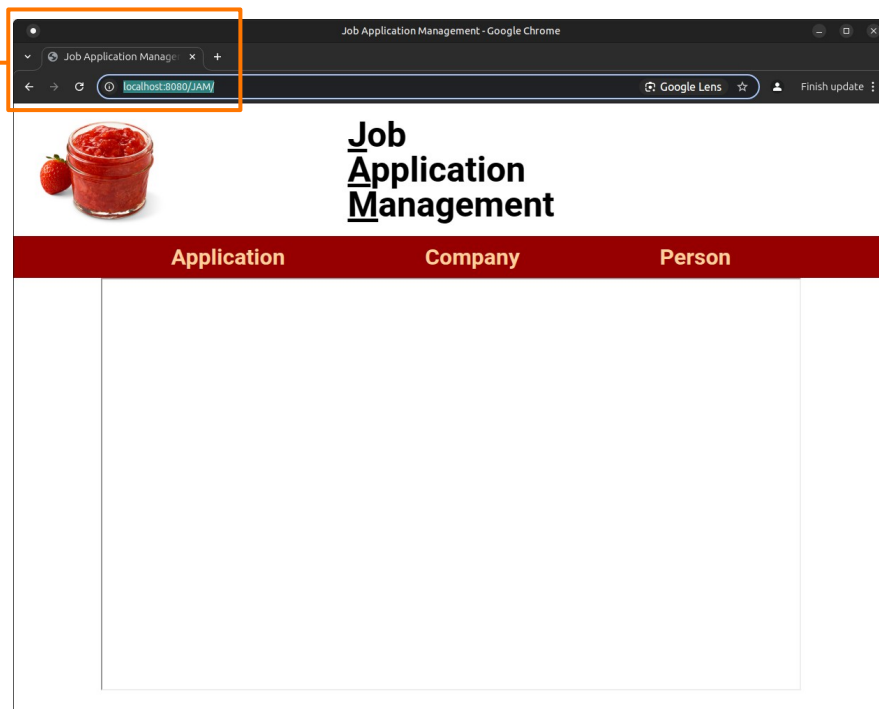 Job Application Management - Google Chrome
Job Application Manage
localhost:8080/JAM/
Google Lens
Finish update
Job
Application
Management
Application Company Person